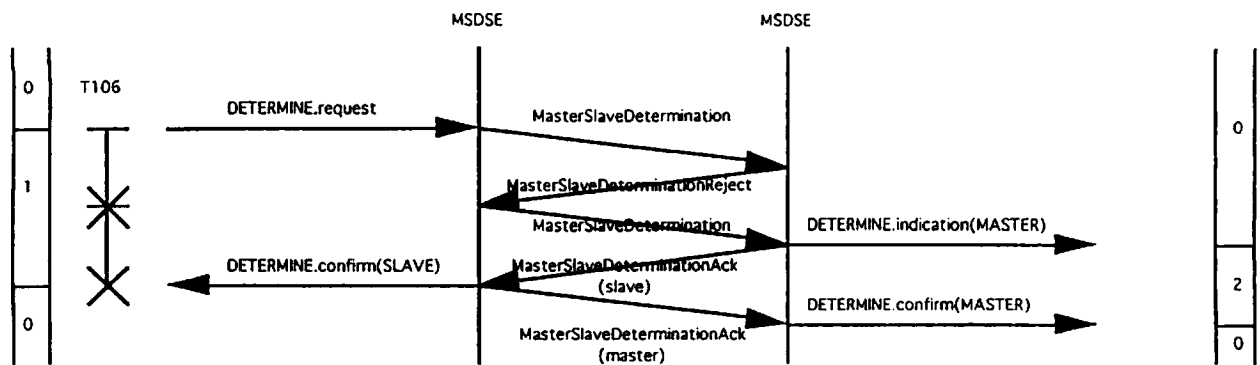 MSDSE MSDSE
0 T106
DETERMINE.request
MasterSlaveDetermination
0
1
MasterSlaveDeterminationReject
MasterSlaveDetermination
DETERMINE.indication(MASTER)
DETERMINE.confirm(SLAVE)
MasterSlaveDeterminationAck
(slave)
2
DETERMINE.confirm(MASTER)
0
MasterSlaveDeterminationAck
(master)
0